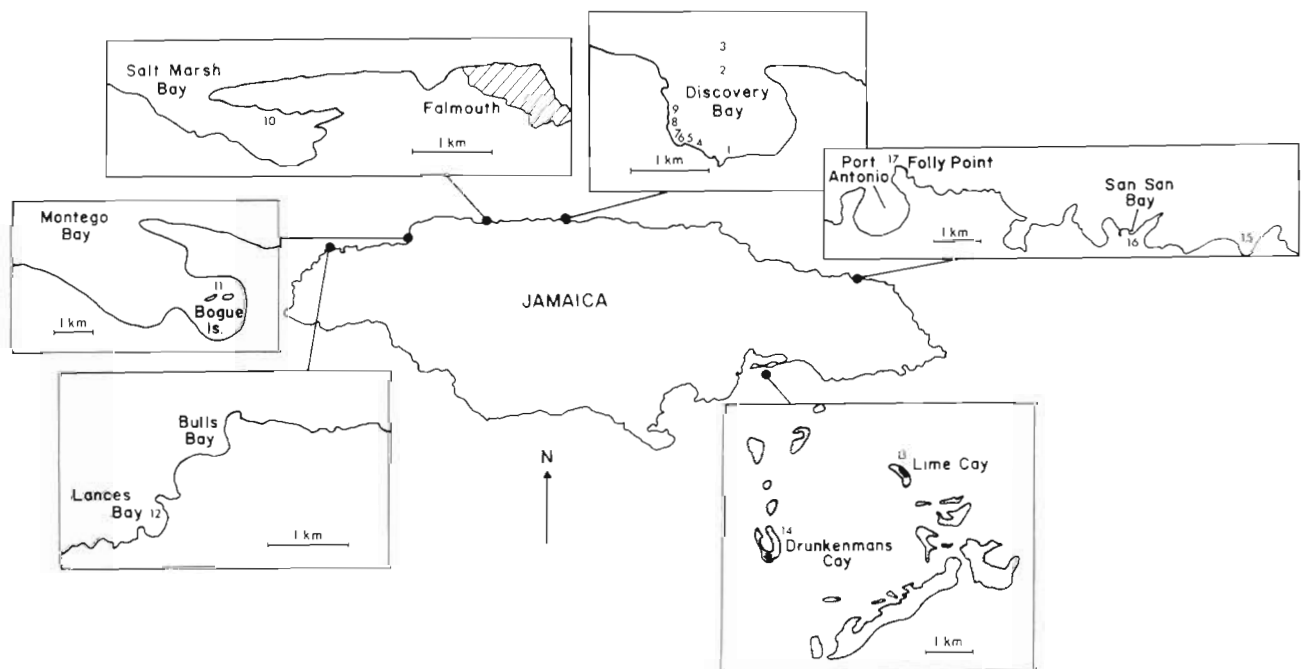 Salt Marsh
Bay
10
Falmouth
1 km
3
2
Discovery
Bay
9
8
7 6 5 4
1
1 km
Port
Antonio
17 Folly Point
San San
Bay
1 km
16
15
Montego
Bay
11
Bogue
Is.
1 km
JAMAICA
Bulls
Bay
Lances
Bay 12
1 km
N
13
Lime Cay
14
Drunkenmans
Cay
1 km